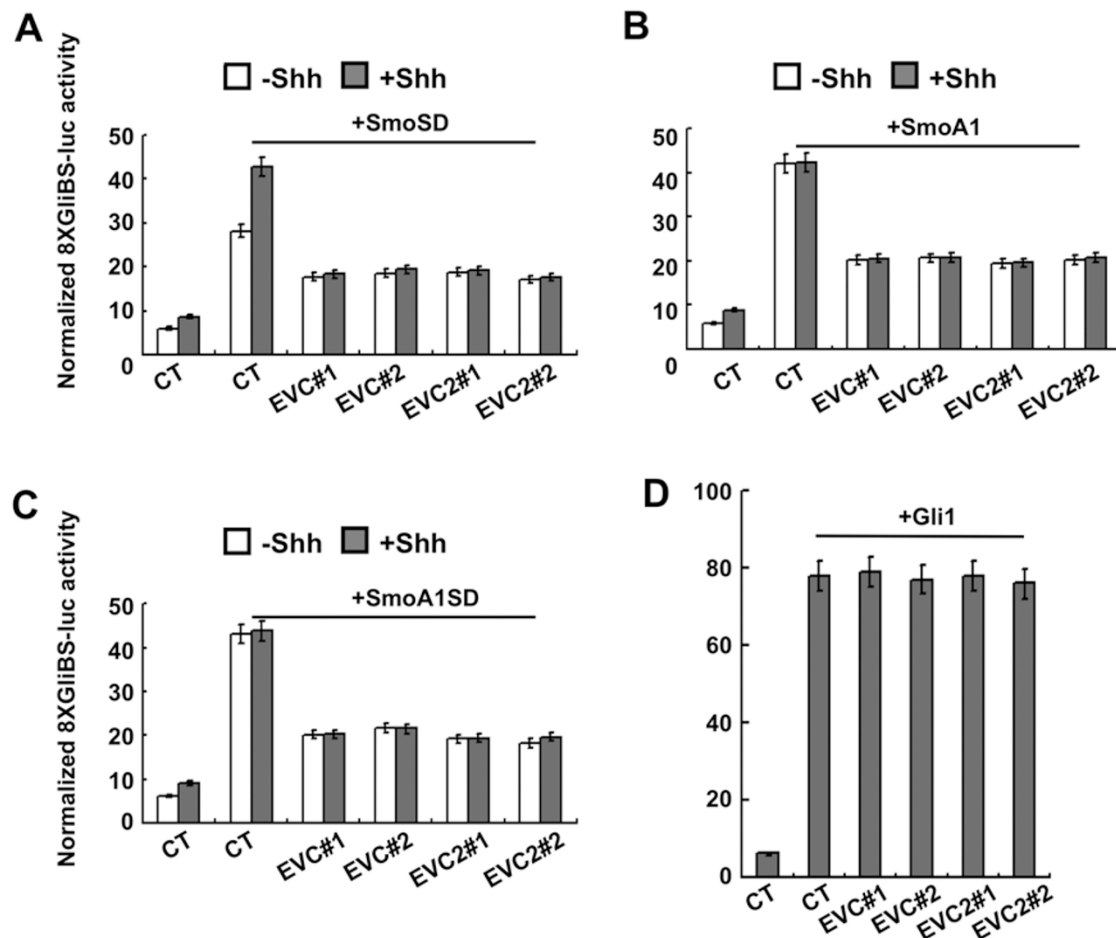 A
-Shh +Shh
+SmoSD
Normalized 8XGliBS-luc activity
50
40
30
20
10
0
CT CT EVC#1 EVC#2 EVC2#1 EVC2#2
B
-Shh +Shh
+SmoA1
50
40
30
20
10
0
CT CT EVC#1 EVC#2 EVC2#1 EVC2#2
C
-Shh +Shh
+SmoA1SD
Normalized 8XGliBS-luc activity
50
40
30
20
10
0
CT CT EVC#1 EVC#2 EVC2#1 EVC2#2
D
+Gli1
100
80
60
40
20
0
CT CT EVC#1 EVC#2 EVC2#1 EVC2#2